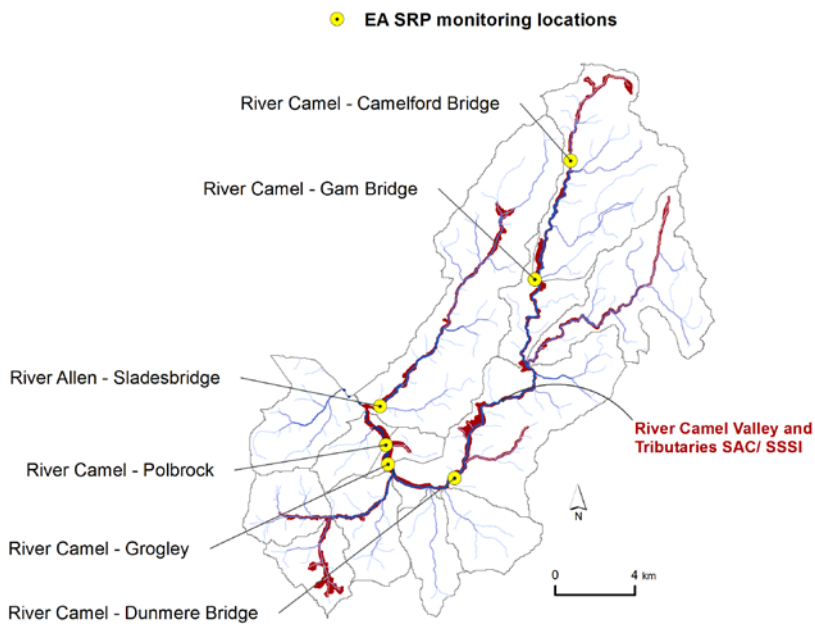 EA SRP monitoring locations
River Camel - Camelford Bridge
River Camel - Gam Bridge
River Allen - Sladesbridge
River Camel Valley and
Tributaries SAC/ SSSI
River Camel - Polbrock
N
River Camel - Grogley
0 4 km
River Camel - Dunmere Bridge